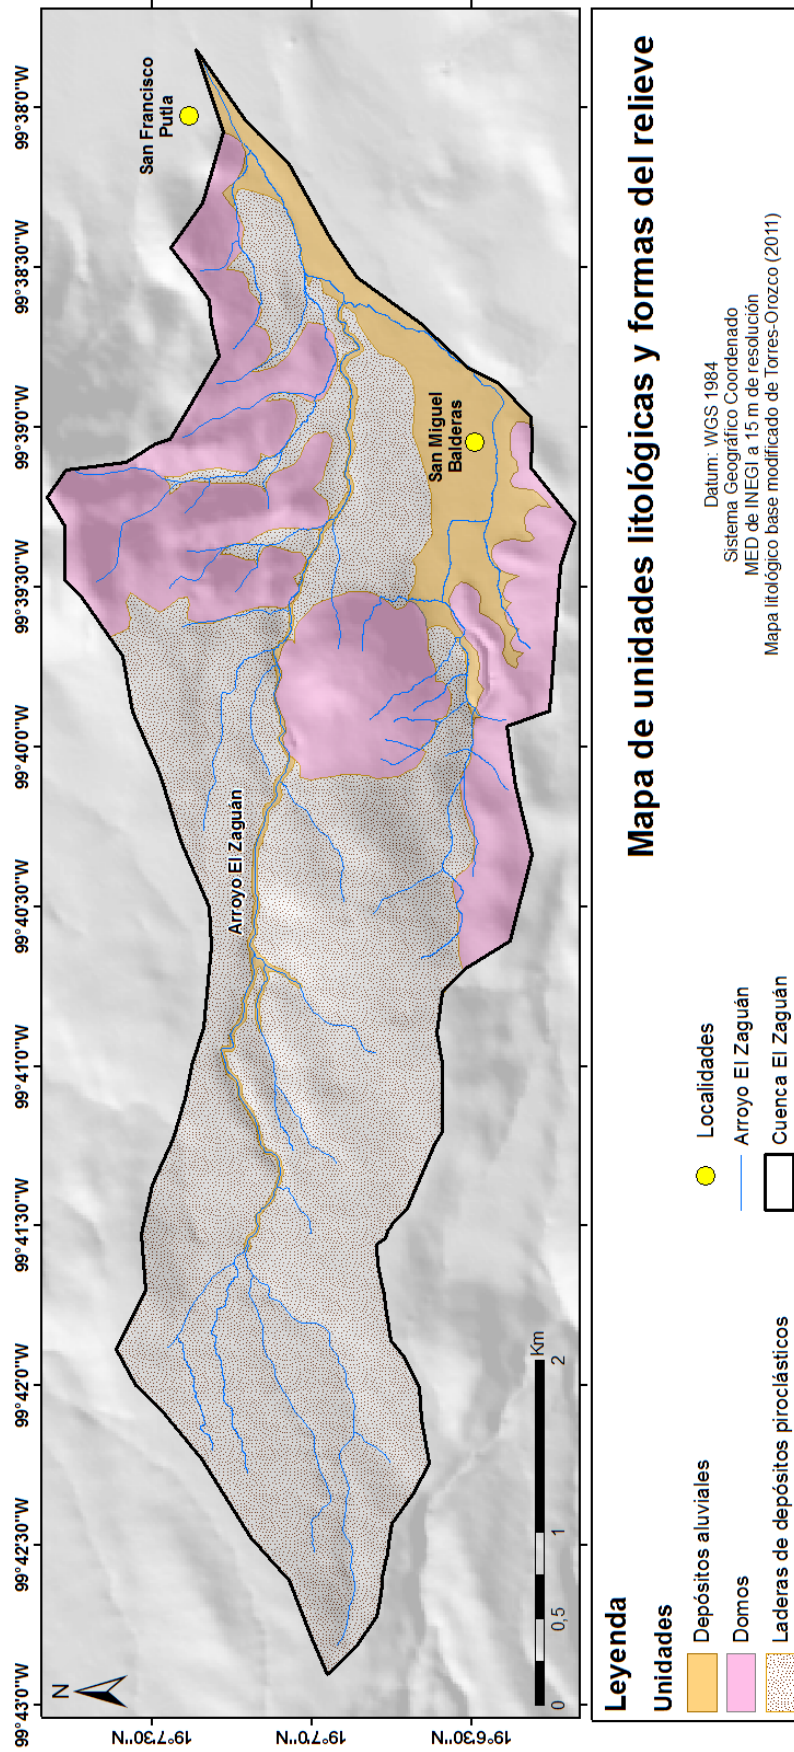 99°43'0"W
99°42'30"W
99°42'0"W
99°41'30"W
99°41'0"W
99°40'30"W
99°40'0"W
99°39'30"W
99°39'0"W
99°38'30"W
99°38'0"W
N
19°7'30"N
19°7'0"N
19°6'30"N
San Francisco
Putla
Arroyo El Zaguán
San Miguel
Balderas
0
0,5
1
2
Km
Mapa de unidades litológicas y formas del relieve
Datum: WGS 1984
Sistema Geográfico Coordenado
MED de INEGI a 15 m de resolución
Mapa litológico base modificado de Torres-Orozco (2011)
Leyenda
Unidades
Depósitos aluviales
Domos
Laderas de depósitos piroclásticos
Localidades
Arroyo El Zaguán
Cuenca El Zaguán